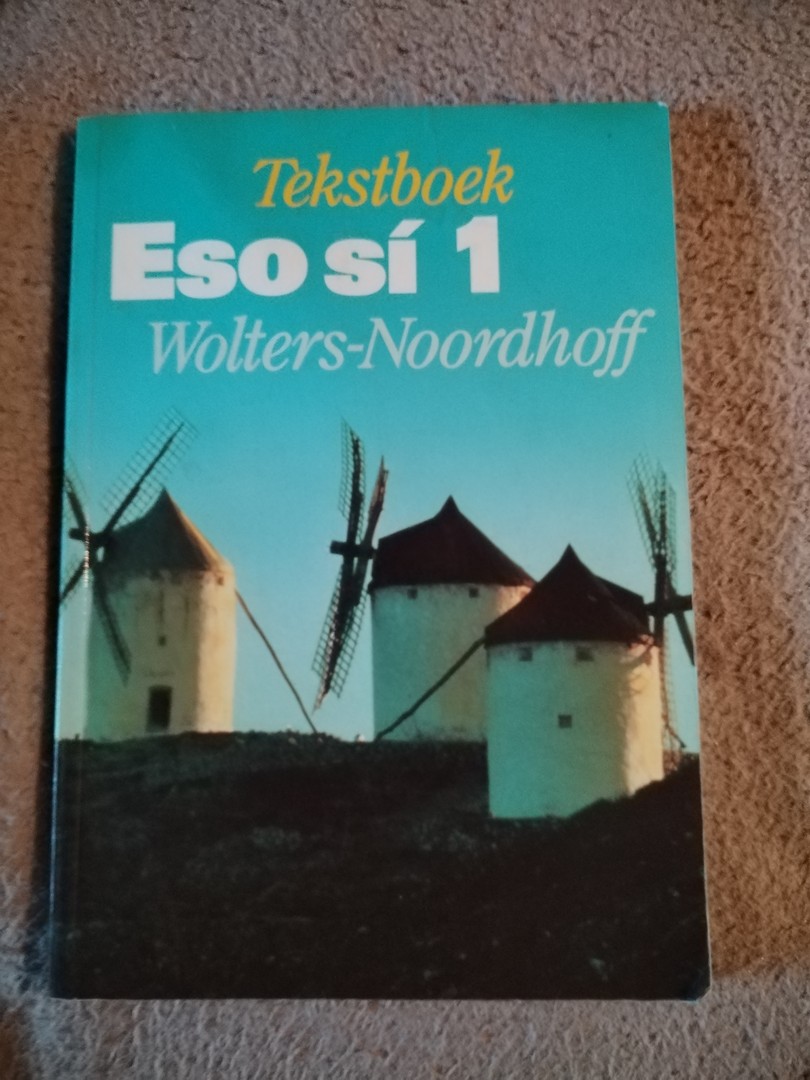 Tekstboek
Eso sí 1
Wolters-Noordhoff